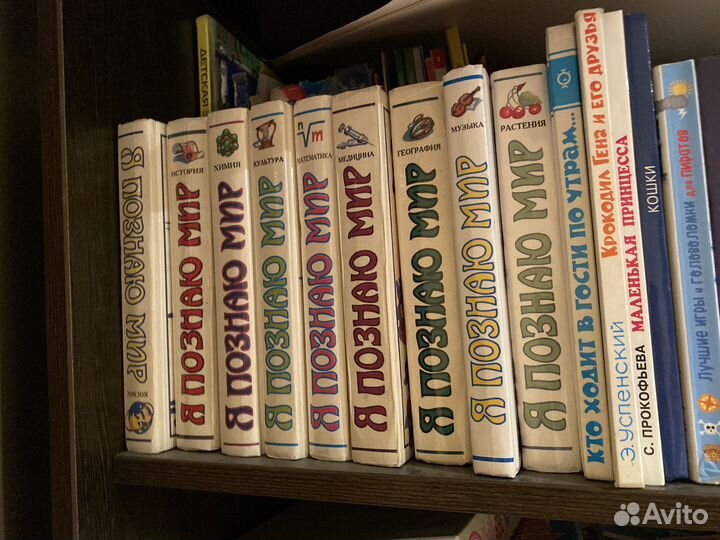 ДЕТСКАЯ
Я ПОЗНАЮ МИР
КОСМОС
ИСТОРИЯ
Я ПОЗНАЮ МИР
ХИМИЯ
Я ПОЗНАЮ МИР
КУЛЬТУРА
Я ПОЗНАЮ МИР
n√m
МАТЕМАТИКА
Я ПОЗНАЮ МИР
МЕДИЦИНА
Я ПОЗНАЮ МИР
ГЕОГРАФИЯ
Я ПОЗНАЮ МИР
МУЗЫКА
Я ПОЗНАЮ МИР
РАСТЕНИЯ
Я ПОЗНАЮ МИР
КТО ХОДИТ В ГОСТИ ПО УТРАМ...
Э. УСПЕНСКИЙ КРОКОДИЛ ГЕНА И ЕГО ДРУЗЬЯ
С. ПРОКОФЬЕВА МАЛЕНЬКАЯ ПРИНЦЕССА
КОШКИ
ЛУЧШИЕ ИГРЫ И ГОЛОВОЛОМКИ ДЛЯ ПИРАТОВ
Avito